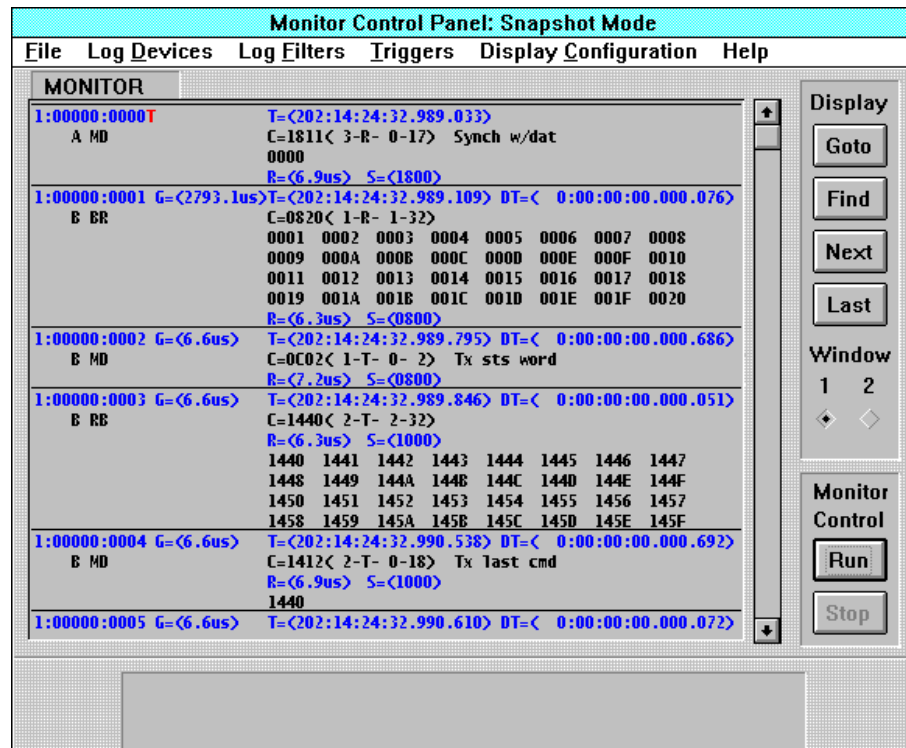 Monitor Control Panel: Snapshot Mode
File Log Devices Log Filters Triggers Display Configuration Help
MONITOR
1:00000:0000T T=(202:14:24:32.989.033)
A MD C=1811( 3-R- 0-17) Synch w/dat
0000
R=(6.9us) S=(1800)
1:00000:0001 G=(2793.1us)T=(202:14:24:32.989.109) DT=( 0:00:00:00.000.076)
B BR C=0820( 1-R- 1-32)
0001 0002 0003 0004 0005 0006 0007 0008
0009 000A 000B 000C 000D 000E 000F 0010
0011 0012 0013 0014 0015 0016 0017 0018
0019 001A 001B 001C 001D 001E 001F 0020
R=(6.3us) S=(0800)
1:00000:0002 G=(6.6us) T=(202:14:24:32.989.795) DT=( 0:00:00:00.000.686)
B MD C=0C02( 1-T- 0- 2) Tx sts word
R=(7.2us) S=(0800)
1:00000:0003 G=(6.6us) T=(202:14:24:32.989.846) DT=( 0:00:00:00.000.051)
B RB C=1440( 2-T- 2-32)
R=(6.3us) S=(1000)
1440 1441 1442 1443 1444 1445 1446 1447
1448 1449 144A 144B 144C 144D 144E 144F
1450 1451 1452 1453 1454 1455 1456 1457
1458 1459 145A 145B 145C 145D 145E 145F
1:00000:0004 G=(6.6us) T=(202:14:24:32.990.538) DT=( 0:00:00:00.000.692)
B MD C=1412( 2-T- 0-18) Tx last cmd
R=(6.9us) S=(1000)
1440
1:00000:0005 G=(6.6us) T=(202:14:24:32.990.610) DT=( 0:00:00:00.000.072)
Display
Goto
Find
Next
Last
Window
1 2
Monitor
Control
Run
Stop